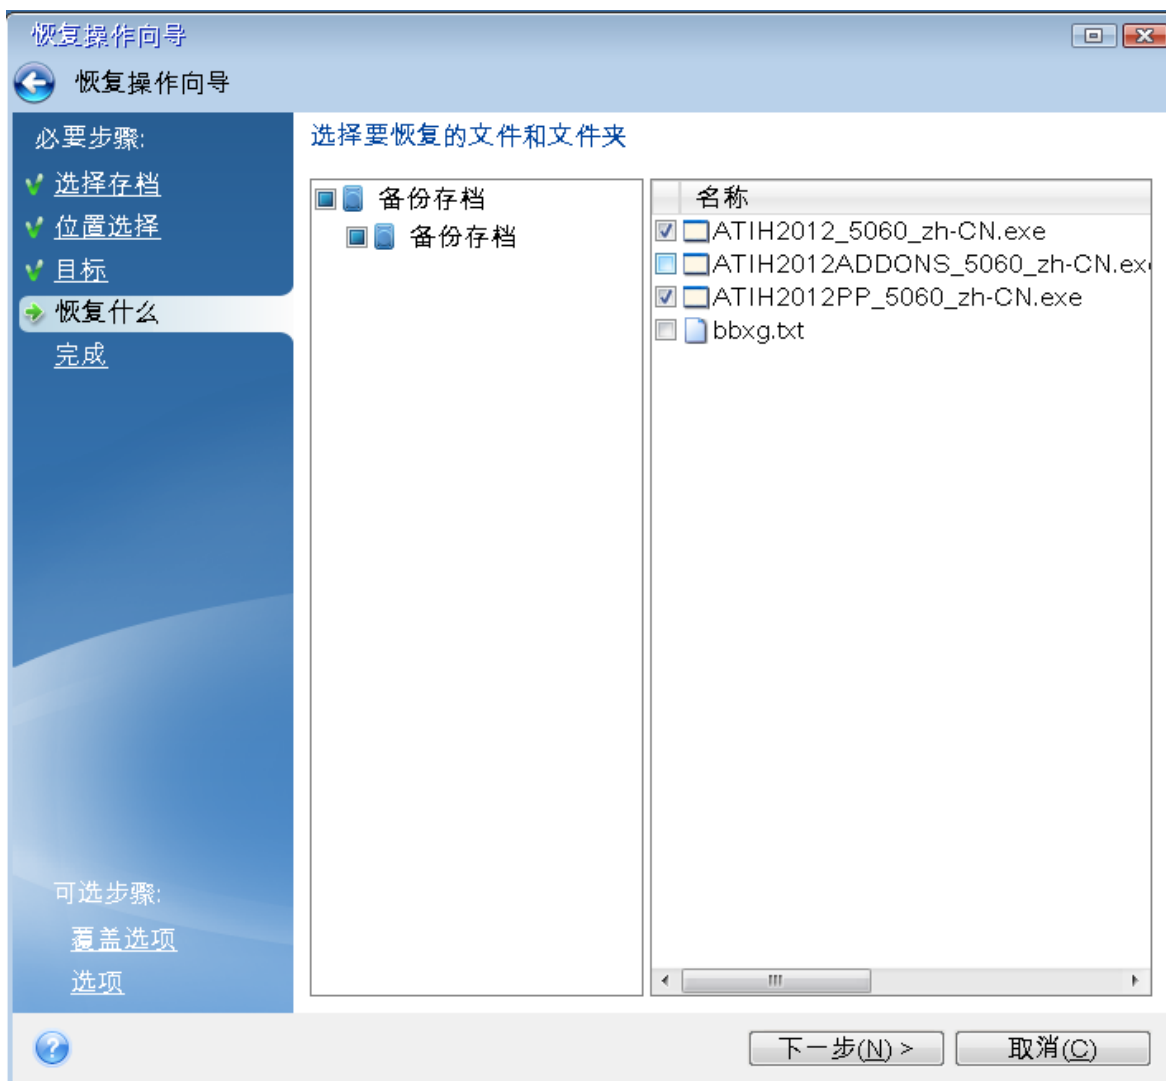 恢复操作向导
恢复操作向导
必要步骤:
选择存档
位置选择
目标
恢复什么
完成
可选步骤:
覆盖选项
选项
选择要恢复的文件和文件夹
备份存档
备份存档
名称
ATIH2012_5060_zh-CN.exe
ATIH2012ADDONS_5060_zh-CN.ex
ATIH2012PP_5060_zh-CN.exe
bbxg.txt
下一步(N) >
取消(C)